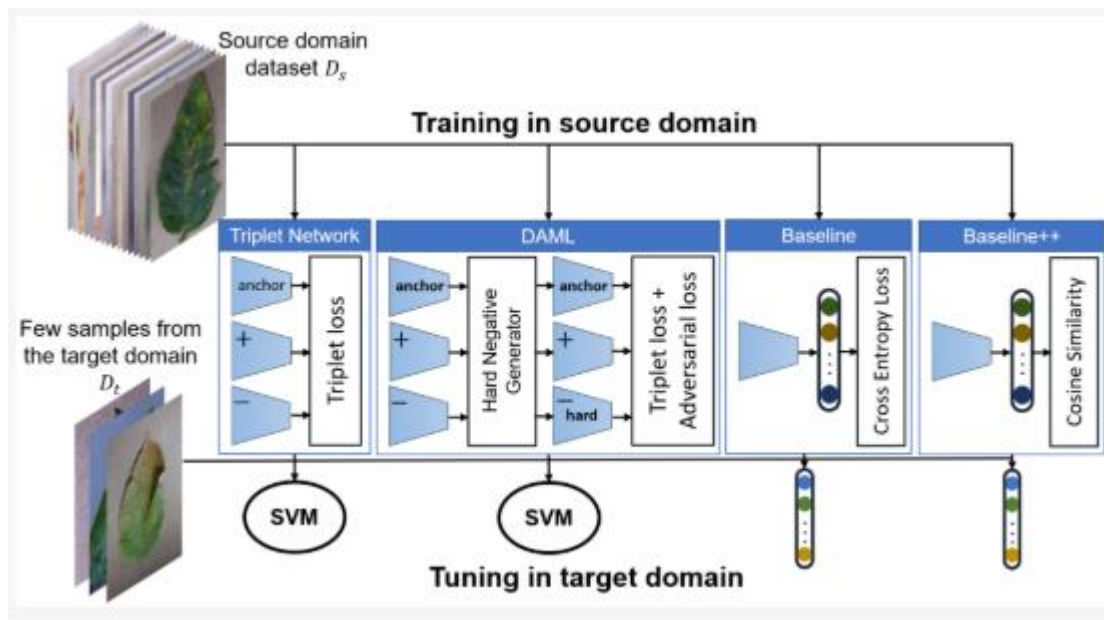 Source domain
dataset D_s
Training in source domain
Triplet Network
DAML
Baseline
Baseline++
anchor
+
−
Triplet loss
anchor
+
−
Hard Negative
Generator
anchor
+
−
hard
Triplet loss +
Adversarial loss
Cross Entropy Loss
Cosine Similarity
Few samples from
the target domain
D_t
SVM
SVM
Tuning in target domain